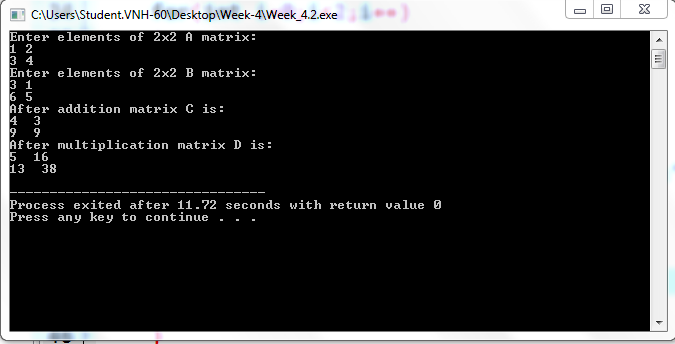 C:\Users\Student.VNH-60\Desktop\Week-4\Week_4.2.exe
Enter elements of 2x2 A matrix:
1 2
3 4
Enter elements of 2x2 B matrix:
3 1
6 5
After addition matrix C is:
4  3
9  9
After multiplication matrix D is:
5  16
13  38
--------------------------------
Process exited after 11.72 seconds with return value 0
Press any key to continue . . .